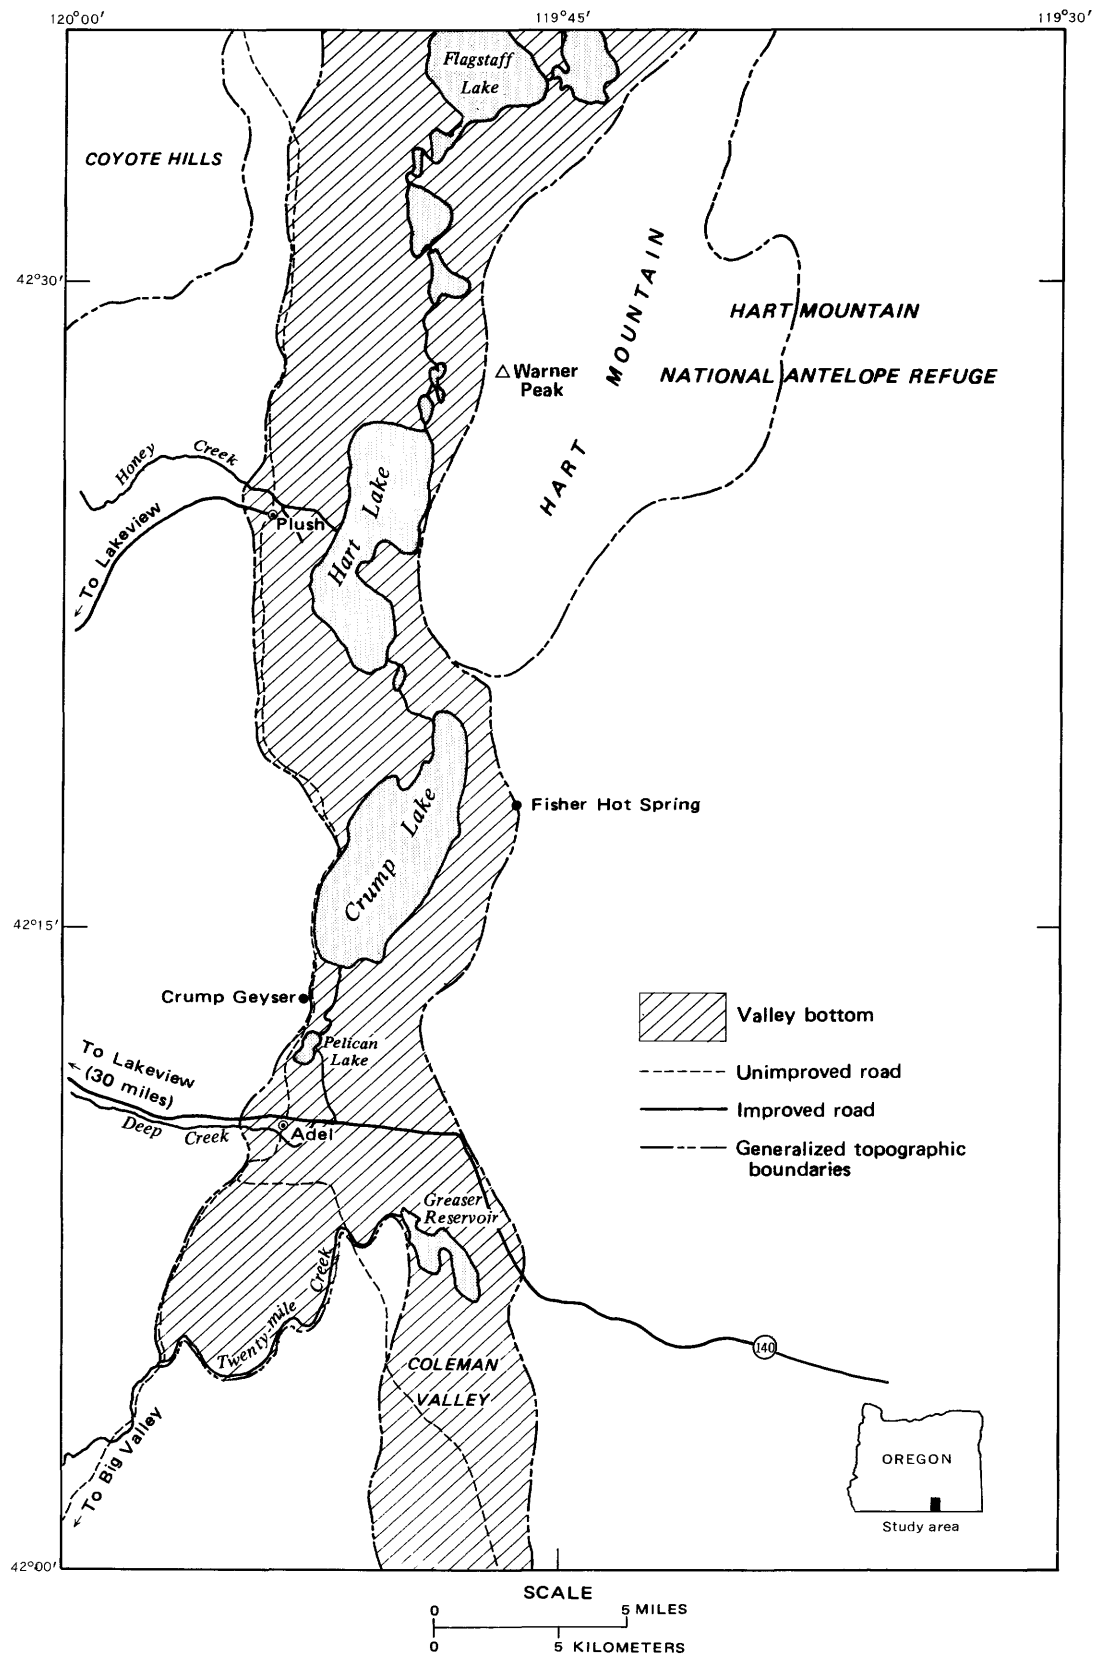 120°00′
119°45′
119°30′
Flagstaff
Lake
COYOTE HILLS
42°30′
HART MOUNTAIN
HART MOUNTAIN
NATIONAL ANTELOPE REFUGE
Warner
Peak
Honey Creek
Hart Lake
Plush
To Lakeview
Crump Lake
Fisher Hot Spring
42°15′
Crump Geyser
Pelican
Lake
To Lakeview
(30 miles)
Deep Creek
Adel
Valley bottom
Unimproved road
Improved road
Generalized topographic
boundaries
Greaser
Reservoir
Twenty-mile Creek
140
COLEMAN
VALLEY
To Big Valley
OREGON
Study area
42°00′
SCALE
0 5 MILES
0 5 KILOMETERS